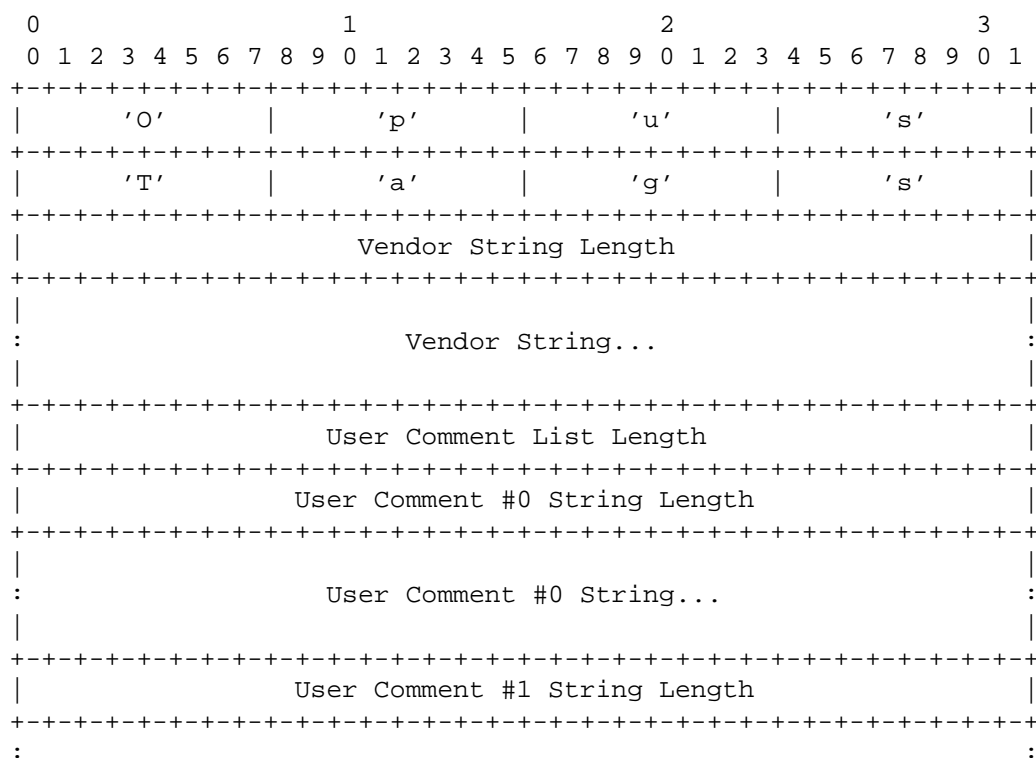 0                   1                   2                   3
 0 1 2 3 4 5 6 7 8 9 0 1 2 3 4 5 6 7 8 9 0 1 2 3 4 5 6 7 8 9 0 1
+-+-+-+-+-+-+-+-+-+-+-+-+-+-+-+-+-+-+-+-+-+-+-+-+-+-+-+-+-+-+-+-+
|      ’O’      |      ’p’      |      ’u’      |      ’s’      |
+-+-+-+-+-+-+-+-+-+-+-+-+-+-+-+-+-+-+-+-+-+-+-+-+-+-+-+-+-+-+-+-+
|      ’T’      |      ’a’      |      ’g’      |      ’s’      |
+-+-+-+-+-+-+-+-+-+-+-+-+-+-+-+-+-+-+-+-+-+-+-+-+-+-+-+-+-+-+-+-+
|                     Vendor String Length                      |
+-+-+-+-+-+-+-+-+-+-+-+-+-+-+-+-+-+-+-+-+-+-+-+-+-+-+-+-+-+-+-+-+
|                                                               |
:                        Vendor String...                       :
|                                                               |
+-+-+-+-+-+-+-+-+-+-+-+-+-+-+-+-+-+-+-+-+-+-+-+-+-+-+-+-+-+-+-+-+
|                   User Comment List Length                    |
+-+-+-+-+-+-+-+-+-+-+-+-+-+-+-+-+-+-+-+-+-+-+-+-+-+-+-+-+-+-+-+-+
|                 User Comment #0 String Length                 |
+-+-+-+-+-+-+-+-+-+-+-+-+-+-+-+-+-+-+-+-+-+-+-+-+-+-+-+-+-+-+-+-+
|                                                               |
:                   User Comment #0 String...                   :
|                                                               |
+-+-+-+-+-+-+-+-+-+-+-+-+-+-+-+-+-+-+-+-+-+-+-+-+-+-+-+-+-+-+-+-+
|                 User Comment #1 String Length                 |
+-+-+-+-+-+-+-+-+-+-+-+-+-+-+-+-+-+-+-+-+-+-+-+-+-+-+-+-+-+-+-+-+
:                                                               :